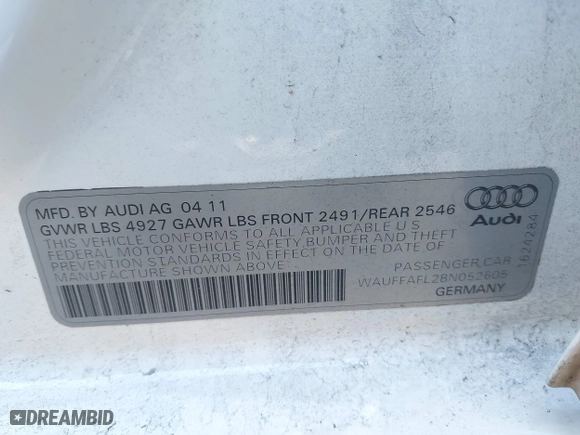 MFD. BY AUDI AG 04 11
GVWR LBS 4927 GAWR LBS FRONT 2491/REAR 2546
THIS VEHICLE CONFORMS TO ALL APPLICABLE U S
FEDERAL MOTOR VEHICLE SAFETY, BUMPER AND THEFT
PREVENTION STANDARDS IN EFFECT ON THE DATE OF
MANUFACTURE SHOWN ABOVE.
PASSENGER CAR
WAUFFAFL2BN052605
GERMANY
Audi
1624284
DREAMBID